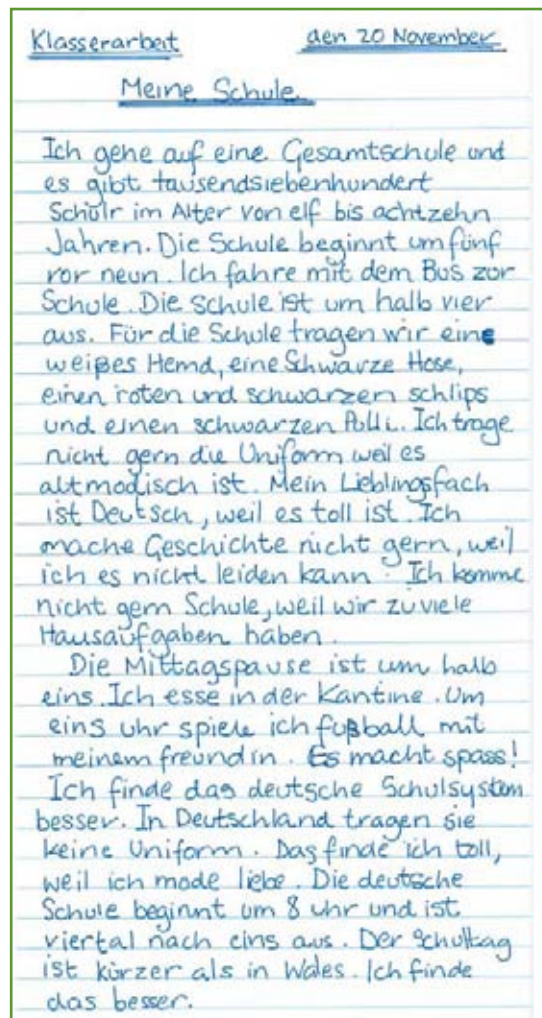 Klasserarbeit den 20 November
Meine Schule
Ich gehe auf eine Gesamtschule und
es gibt tausendsiebenhundert
Schülr im Alter von elf bis achtzehn
Jahren. Die Schule beginnt um fünf
vor neun. Ich fahre mit dem Bus zur
Schule. Die Schule ist um halb vier
aus. Für die Schule tragen wir eine
weißes Hemd, eine Schwarze Hose,
einen roten und schwarzen schlips
und einen schwarzen Pulli. Ich trage
nicht gern die Uniform weil es
altmodisch ist. Mein Lieblingsfach
ist Deutsch, weil es toll ist. Ich
mache Geschichte nicht gern, weil
ich es nicht leiden kann. Ich komme
nicht gern Schule, weil wir zu viele
Hausaufgaben haben.
Die Mittagspause ist um halb
eins. Ich esse in der Kantine. Um
eins uhr spiele ich fußball mit
meinem freundin. Es macht spass!
Ich finde das deutsche Schulsystem
besser. In Deutschland tragen sie
keine Uniform. Das finde ich toll,
weil ich mode liebe. Die deutsche
Schule beginnt um 8 uhr und ist
viertal nach eins aus. Der schultag
ist kürzer als in Wales. Ich finde
das besser.